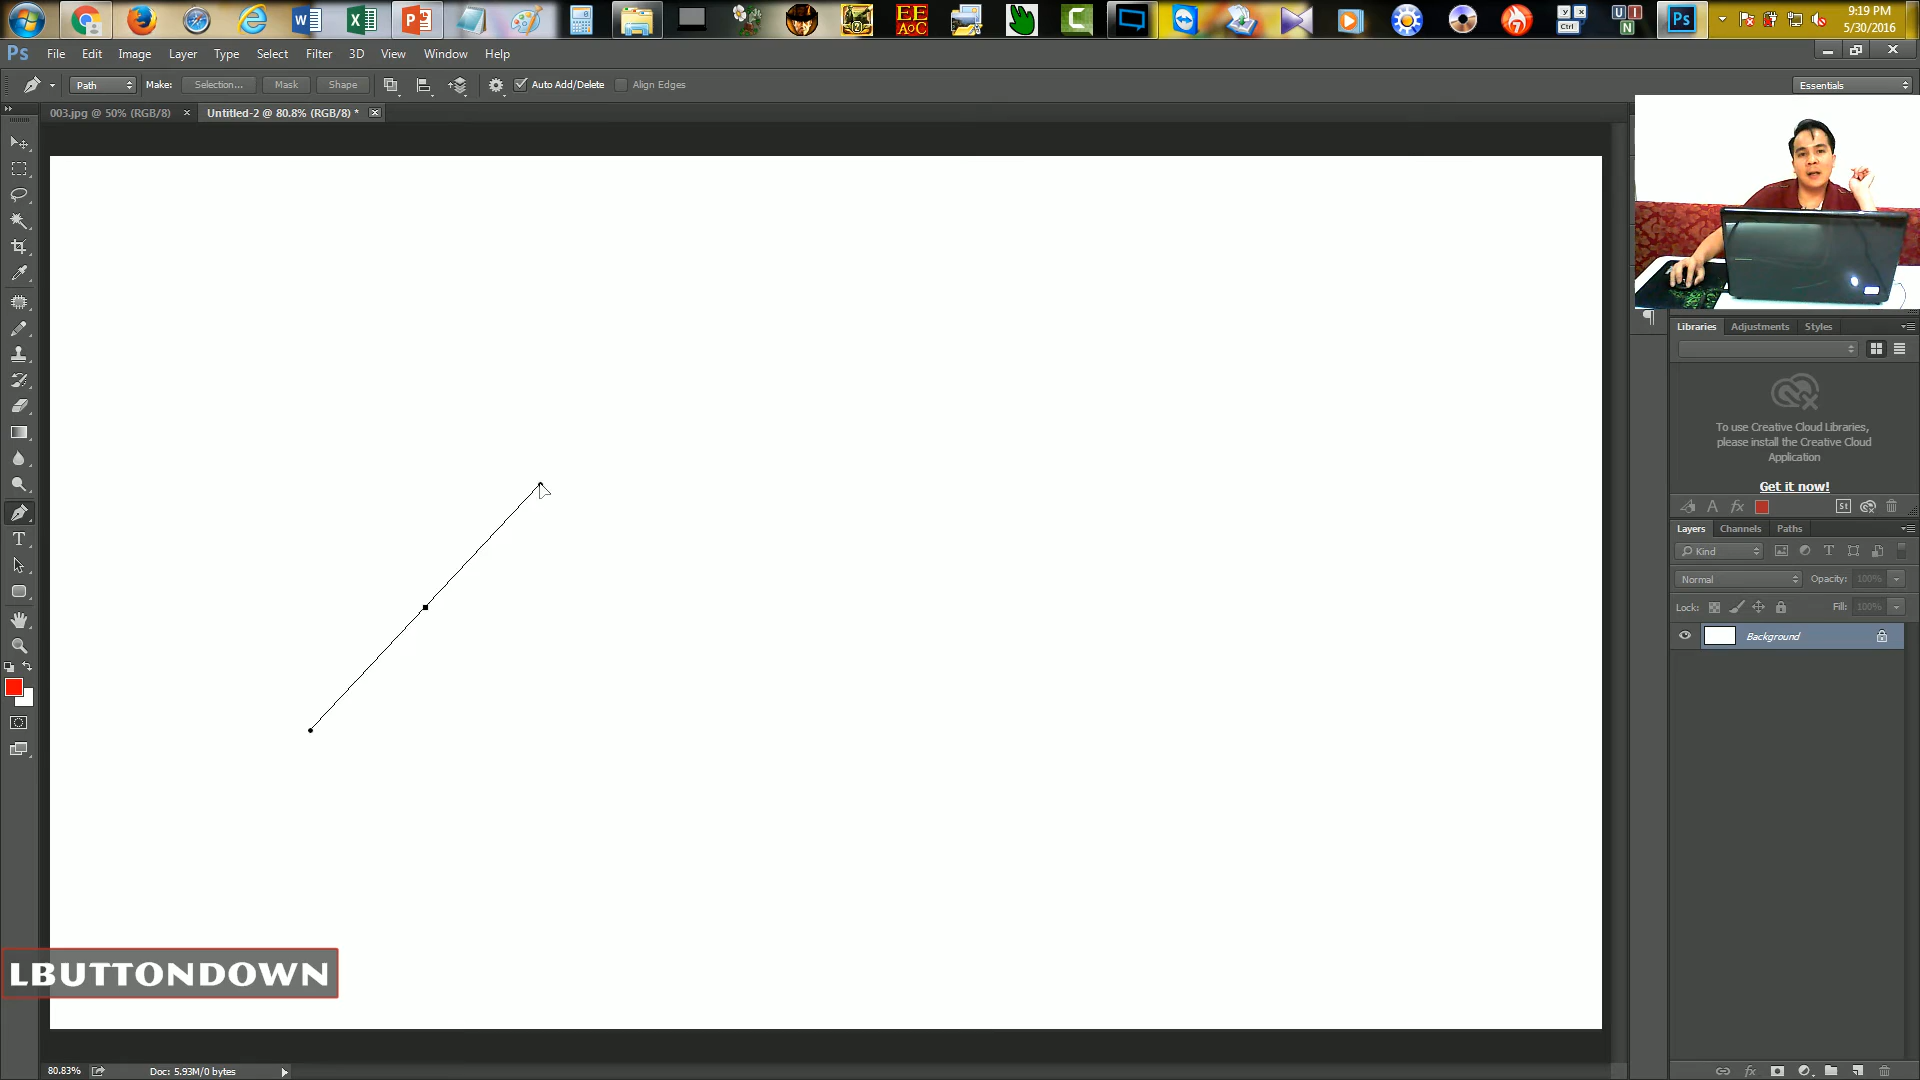 9:19 PM
5/30/2016
Ps File Edit Image Layer Type Select Filter 3D View Window Help
Path Make: Selection... Mask Shape Auto Add/Delete Align Edges Essentials
003.jpg @ 50% (RGB/8) × Untitled-2 @ 80.8% (RGB/8) *
Libraries Adjustments Styles
To use Creative Cloud Libraries,
please install the Creative Cloud
Application
Get it now!
Layers Channels Paths
Kind
Normal Opacity: 100%
Lock: Fill: 100%
Background
LBUTTONDOWN
80.83% Doc: 5.93M/0 bytes